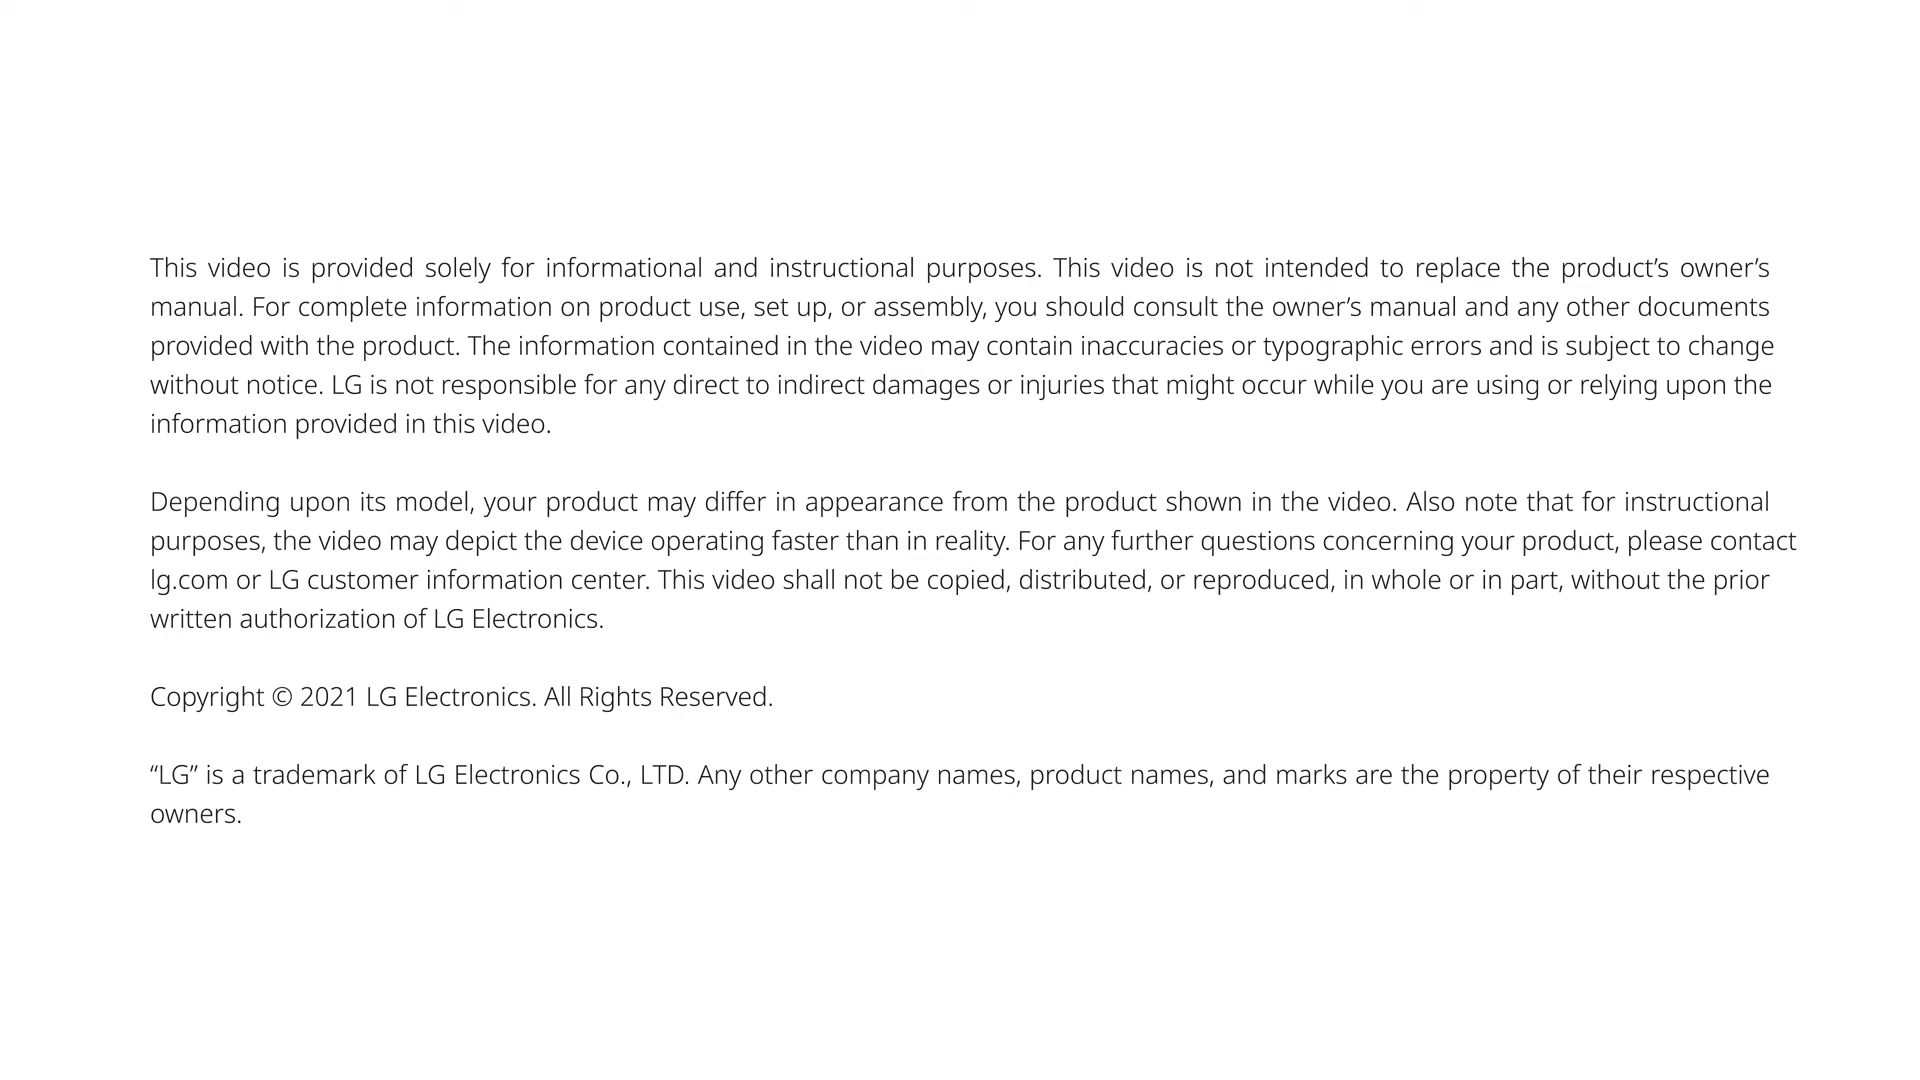 This video is provided solely for informational and instructional purposes. This video is not intended to replace the product’s owner’s
manual. For complete information on product use, set up, or assembly, you should consult the owner’s manual and any other documents
provided with the product. The information contained in the video may contain inaccuracies or typographic errors and is subject to change
without notice. LG is not responsible for any direct to indirect damages or injuries that might occur while you are using or relying upon the
information provided in this video.
Depending upon its model, your product may differ in appearance from the product shown in the video. Also note that for instructional
purposes, the video may depict the device operating faster than in reality. For any further questions concerning your product, please contact
lg.com or LG customer information center. This video shall not be copied, distributed, or reproduced, in whole or in part, without the prior
written authorization of LG Electronics.
Copyright © 2021 LG Electronics. All Rights Reserved.
“LG” is a trademark of LG Electronics Co., LTD. Any other company names, product names, and marks are the property of their respective
owners.